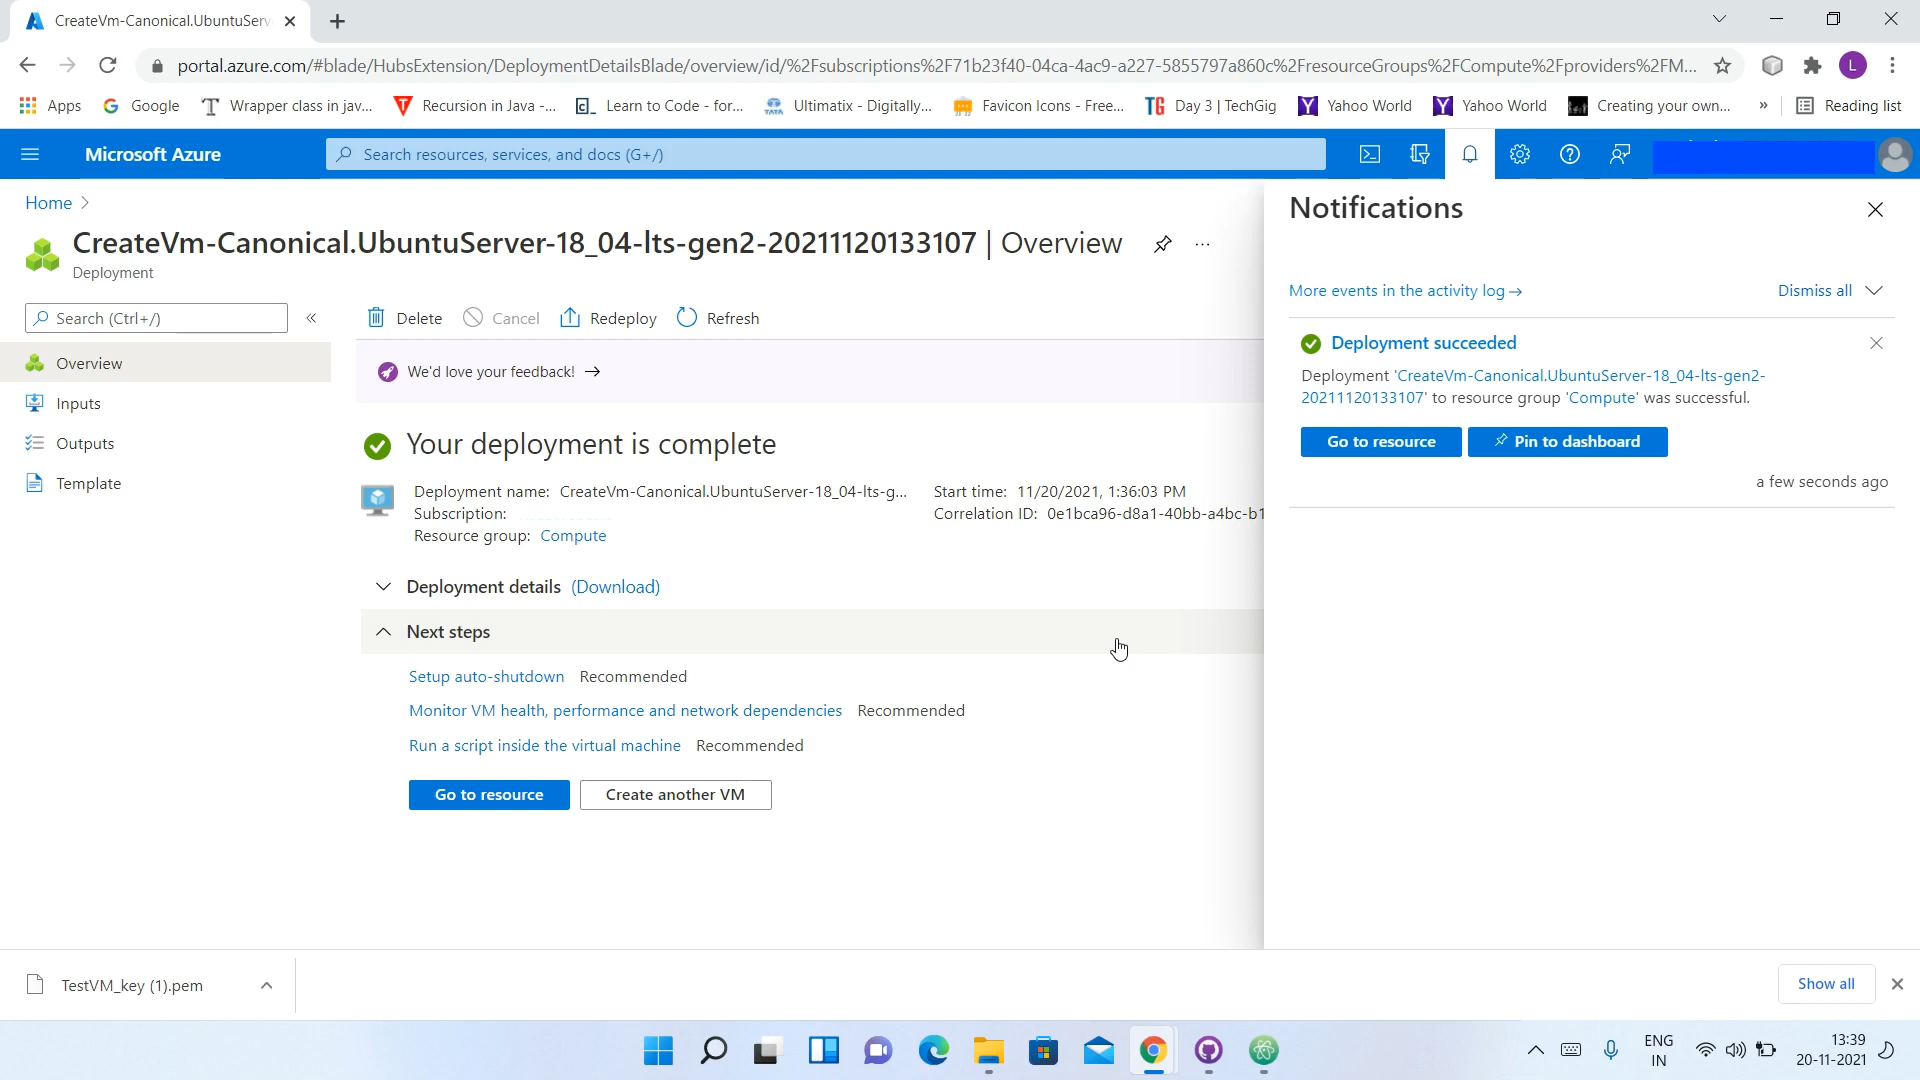 CreateVm-Canonical.UbuntuServ
portal.azure.com/#blade/HubsExtension/DeploymentDetailsBlade/overview/id/%2Fsubscriptions%2F71b23f40-04ca-4ac9-a227-5855797a860c%2FresourceGroups%2FCompute%2Fproviders%2FM...
L
Apps Google Wrapper class in jav... Recursion in Java -... Learn to Code - for... Ultimatix - Digitally... Favicon Icons - Free... Day 3 | TechGig Yahoo World Yahoo World Creating your own... » Reading list
Microsoft Azure
Search resources, services, and docs (G+/)
Home >
CreateVm-Canonical.UbuntuServer-18_04-lts-gen2-20211120133107 | Overview ...
Deployment
Search (Ctrl+/) «
Overview
Inputs
Outputs
Template
Delete Cancel Redeploy Refresh
We'd love your feedback! →
Your deployment is complete
Deployment name: CreateVm-Canonical.UbuntuServer-18_04-lts-g... Start time: 11/20/2021, 1:36:03 PM
Subscription: Correlation ID: 0e1bca96-d8a1-40bb-a4bc-b1
Resource group: Compute
Deployment details (Download)
Next steps
Setup auto-shutdown Recommended
Monitor VM health, performance and network dependencies Recommended
Run a script inside the virtual machine Recommended
Go to resource Create another VM
Notifications
More events in the activity log → Dismiss all
Deployment succeeded
Deployment 'CreateVm-Canonical.UbuntuServer-18_04-lts-gen2-
20211120133107' to resource group 'Compute' was successful.
Go to resource Pin to dashboard
a few seconds ago
TestVM_key (1).pem Show all
ENG
IN
13:39
20-11-2021